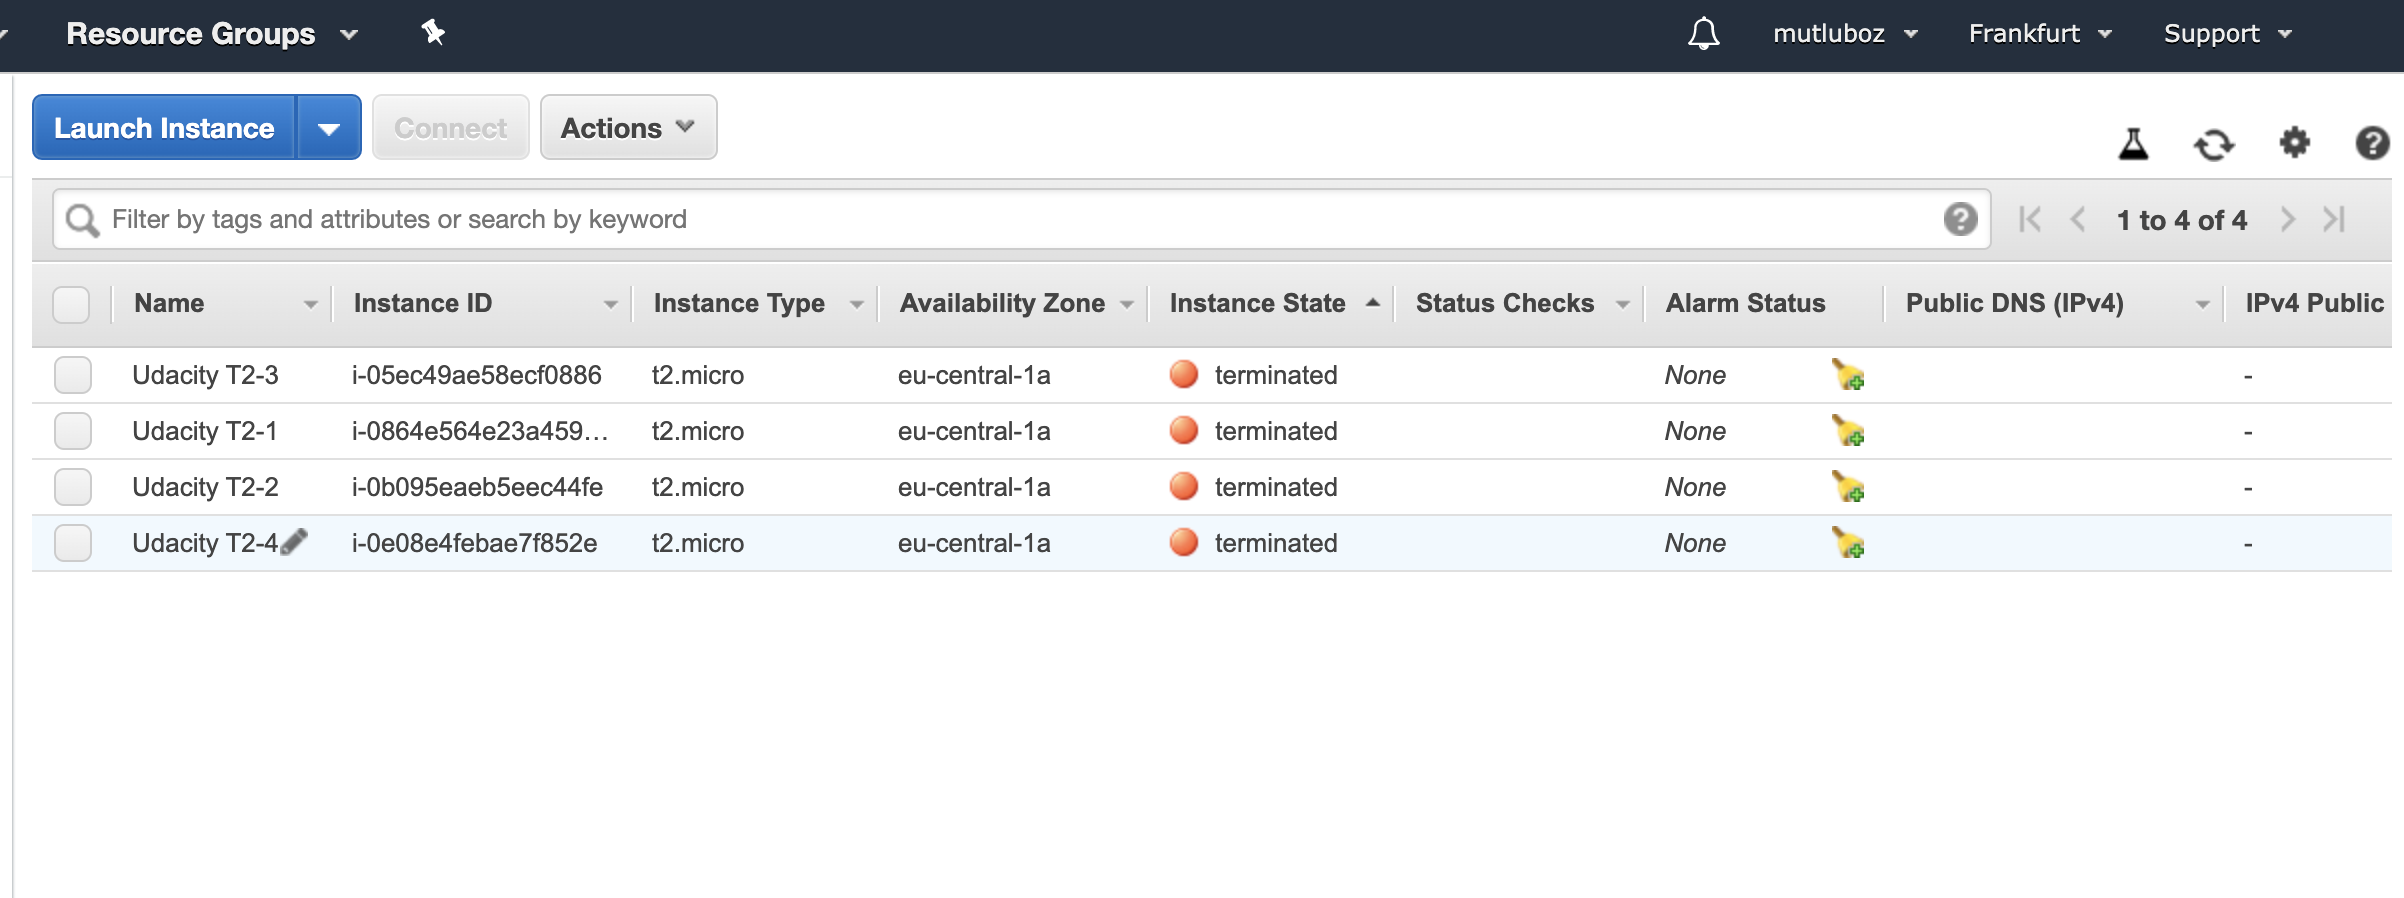 Resource Groups mutluboz Frankfurt Support
Launch Instance Connect Actions
Filter by tags and attributes or search by keyword 1 to 4 of 4
Name Instance ID Instance Type Availability Zone Instance State Status Checks Alarm Status Public DNS (IPv4) IPv4 Public
Udacity T2-3 i-05ec49ae58ecf0886 t2.micro eu-central-1a terminated None -
Udacity T2-1 i-0864e564e23a459... t2.micro eu-central-1a terminated None -
Udacity T2-2 i-0b095eaeb5eec44fe t2.micro eu-central-1a terminated None -
Udacity T2-4 i-0e08e4febae7f852e t2.micro eu-central-1a terminated None -